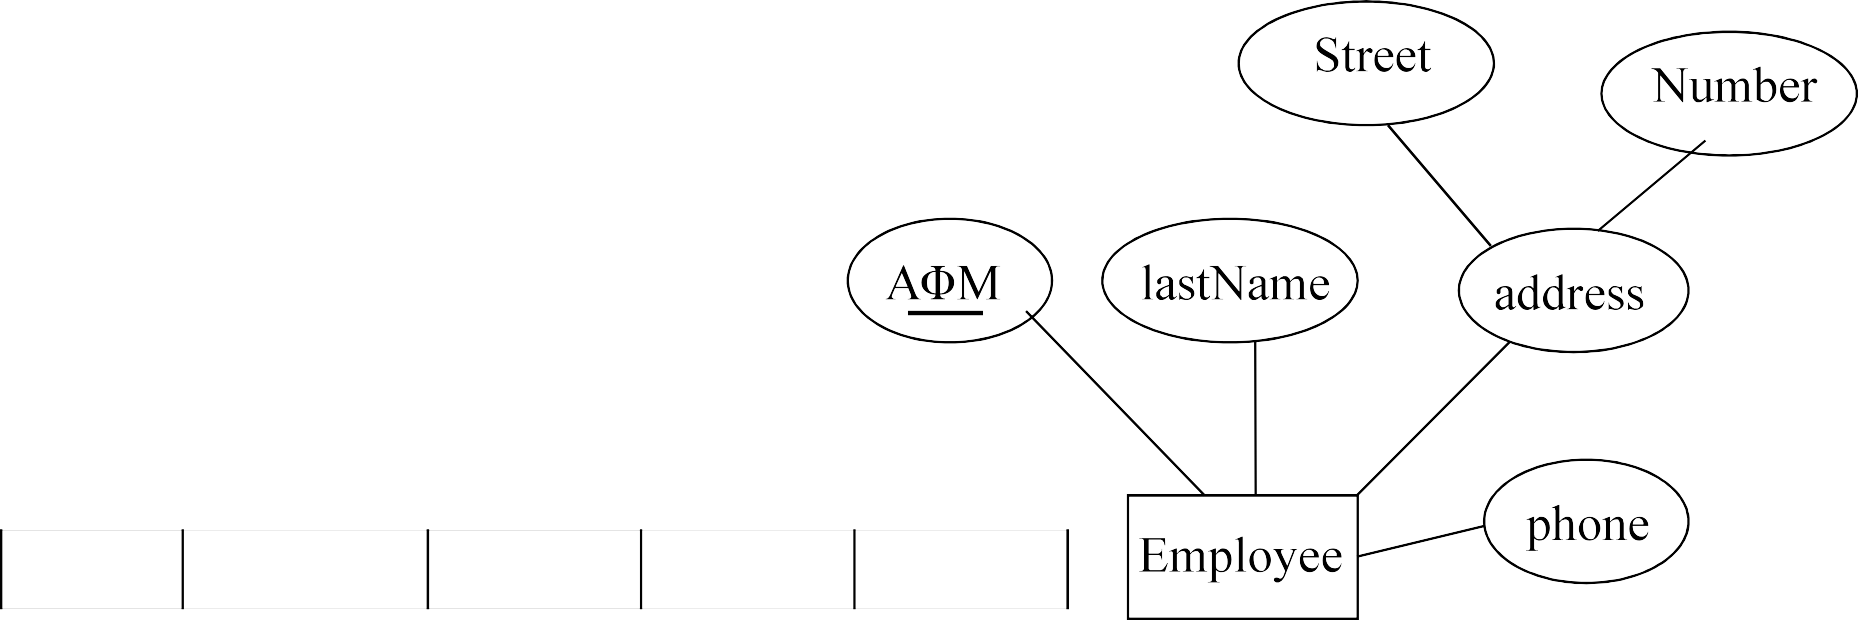 Street
Number
ΑΦΜ
lastName
address
phone
Employee